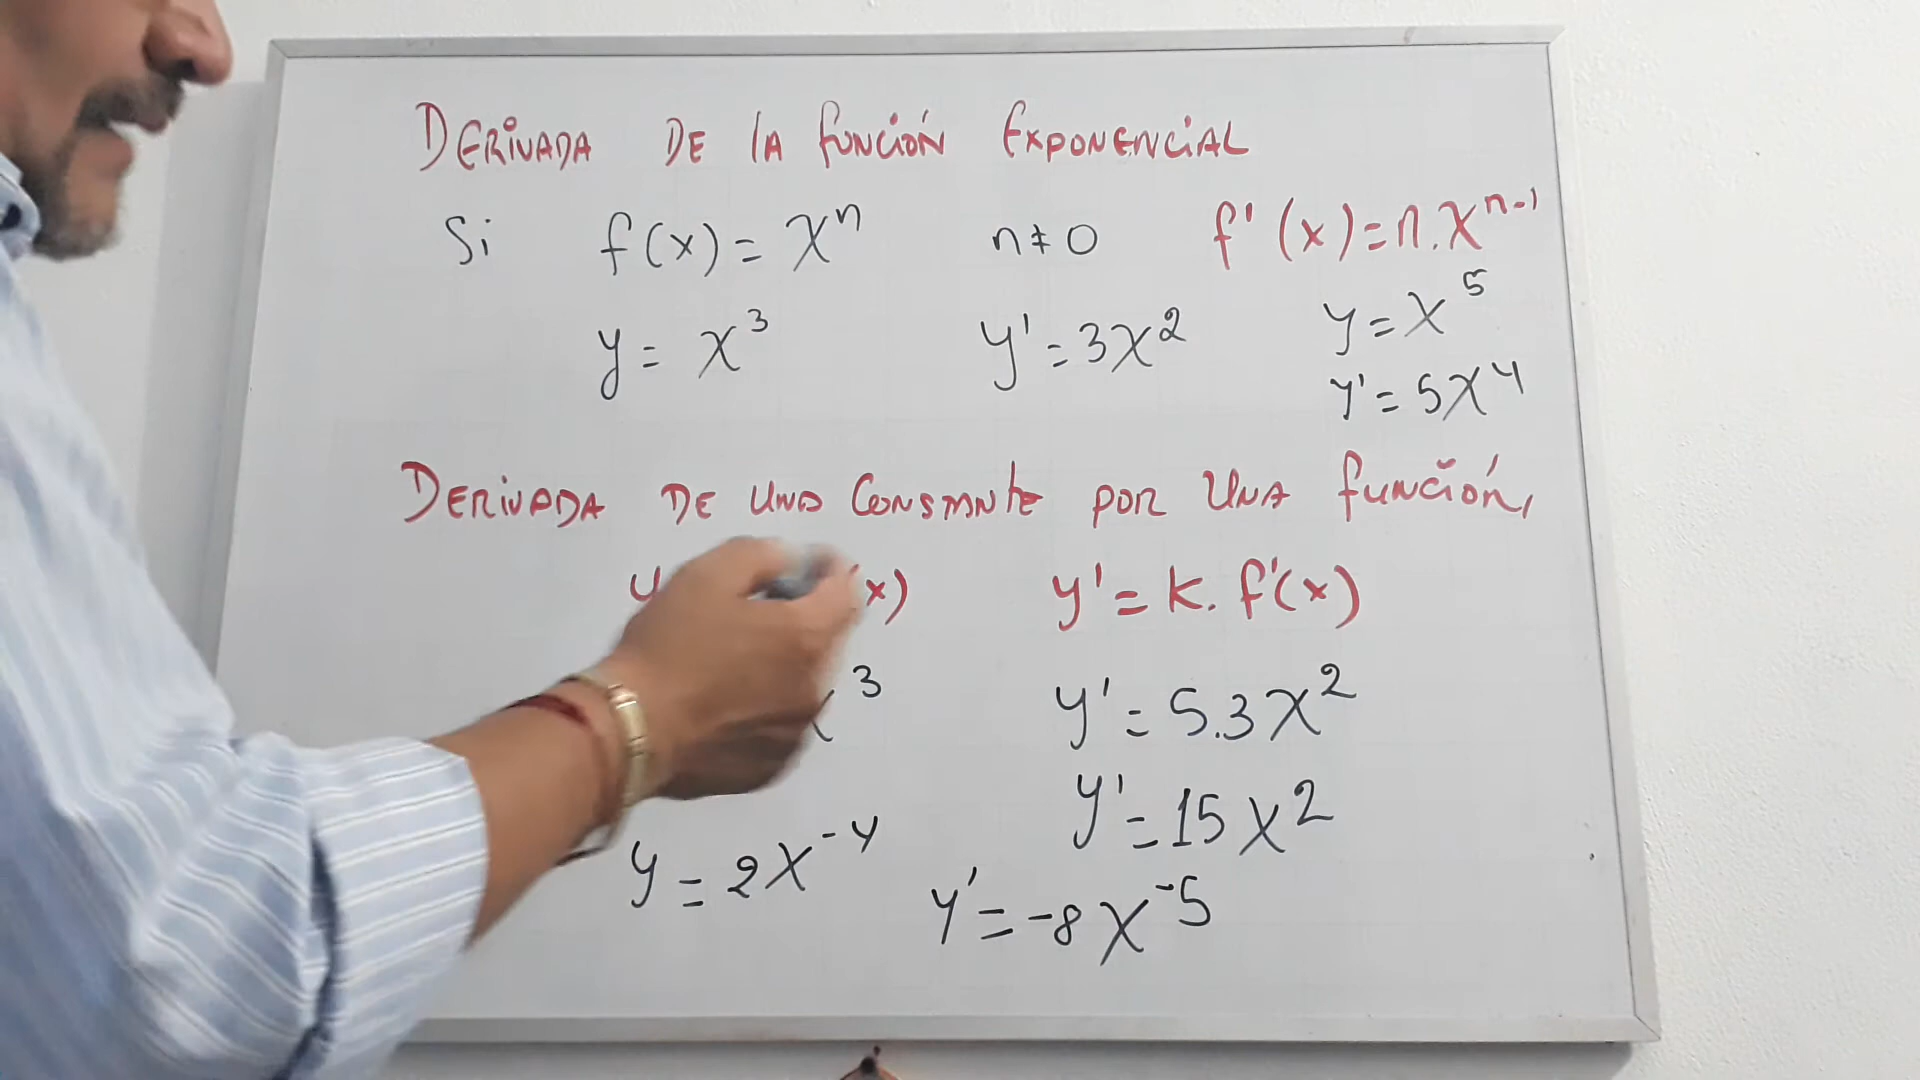 DERIVADA DE LA FUNCIÓN EXPONENCIAL
Si f(x) = x^n n ≠ 0 f'(x) = n.x^n-1
y = x^3 y' = 3x^2 y = x^5
y' = 5x^4
DERIVADA DE UNA CONSTANTE POR UNA FUNCIÓN,
y x) y' = K. f'(x)
x^3 y' = 5.3x^2
y' = 15x^2
y = 2x^-4 y' = -8x^-5